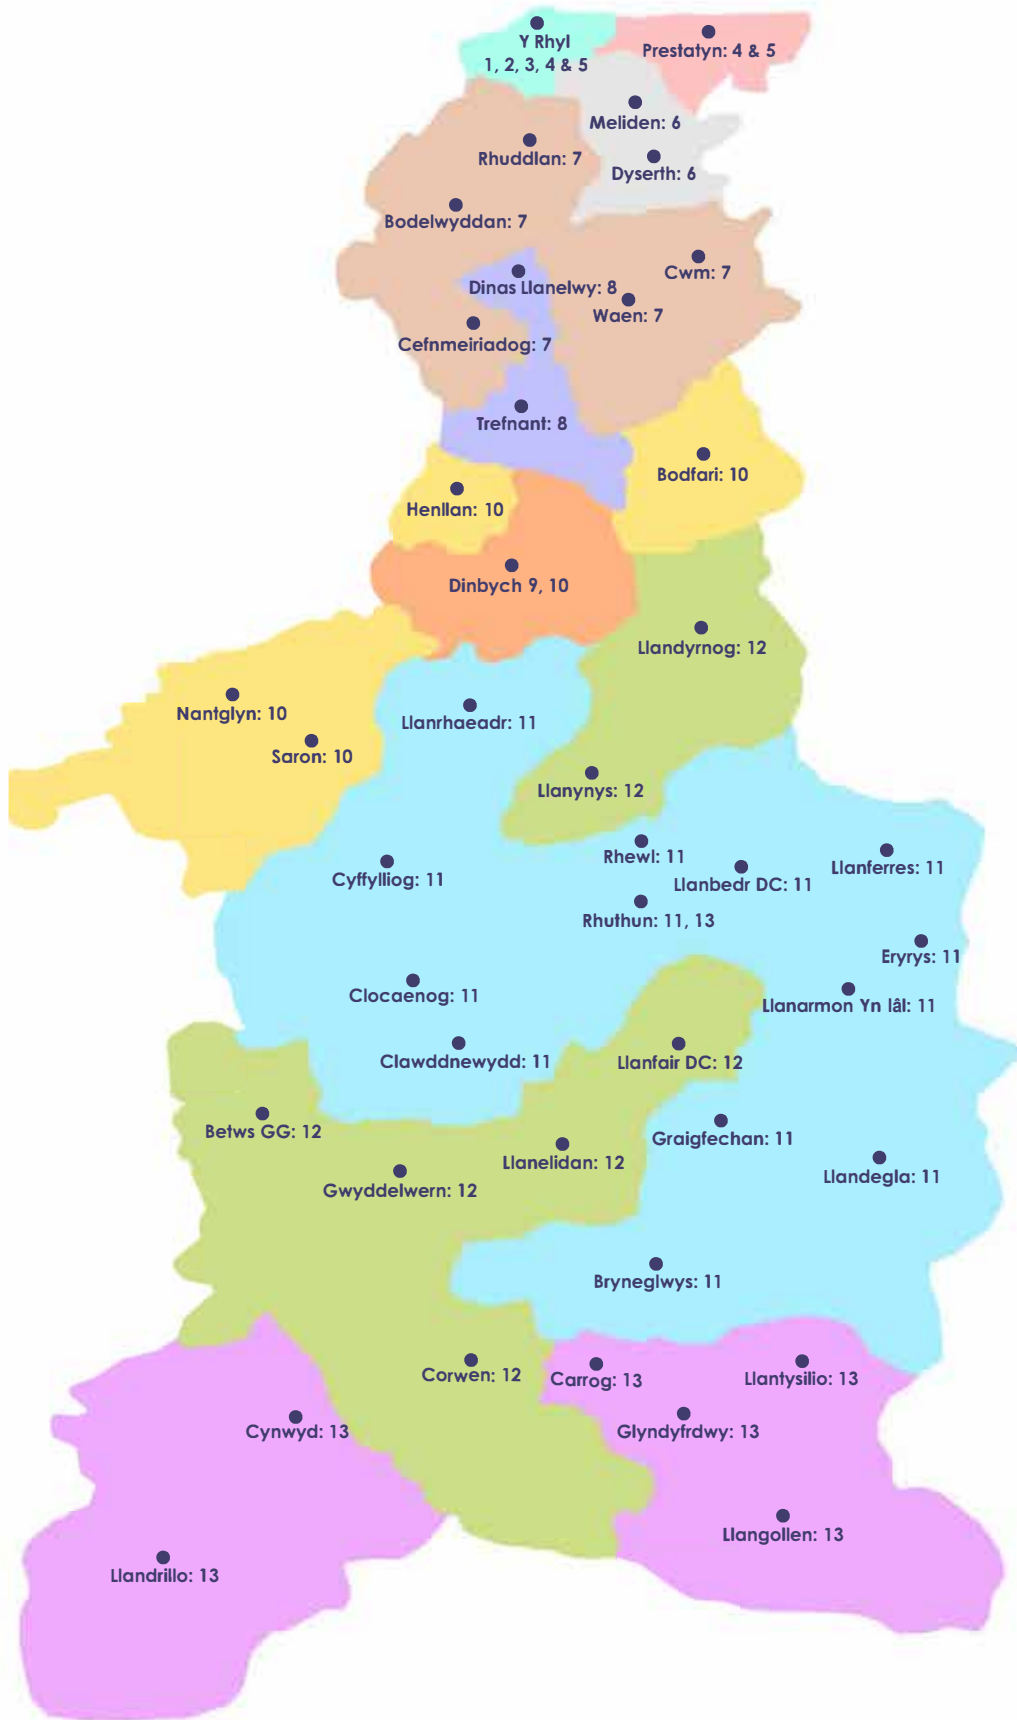 Y Rhyl
1, 2, 3, 4 & 5
Prestatyn: 4 & 5
Meliden: 6
Rhuddlan: 7
Dyserth: 6
Bodelwyddan: 7
Cwm: 7
Dinas Llanelwy: 8
Waen: 7
Cefnmeiriadog: 7
Trefnant: 8
Bodfari: 10
Henllan: 10
Dinbych 9, 10
Llandyrnog: 12
Nantglyn: 10
Llanrhaeadr: 11
Saron: 10
Llanynys: 12
Rhewl: 11
Llanferres: 11
Cyffylliog: 11
Llanbedr DC: 11
Rhuthun: 11, 13
Eryrys: 11
Clocaenog: 11
Llanarmon Yn Iâl: 11
Clawddnewydd: 11
Llanfair DC: 12
Betws GG: 12
Graigfechan: 11
Llanelidan: 12
Llandegla: 11
Gwyddelwern: 12
Bryneglwys: 11
Corwen: 12
Carrog: 13
Llantysilio: 13
Cynwyd: 13
Glyndyfrdwy: 13
Llangollen: 13
Llandrillo: 13